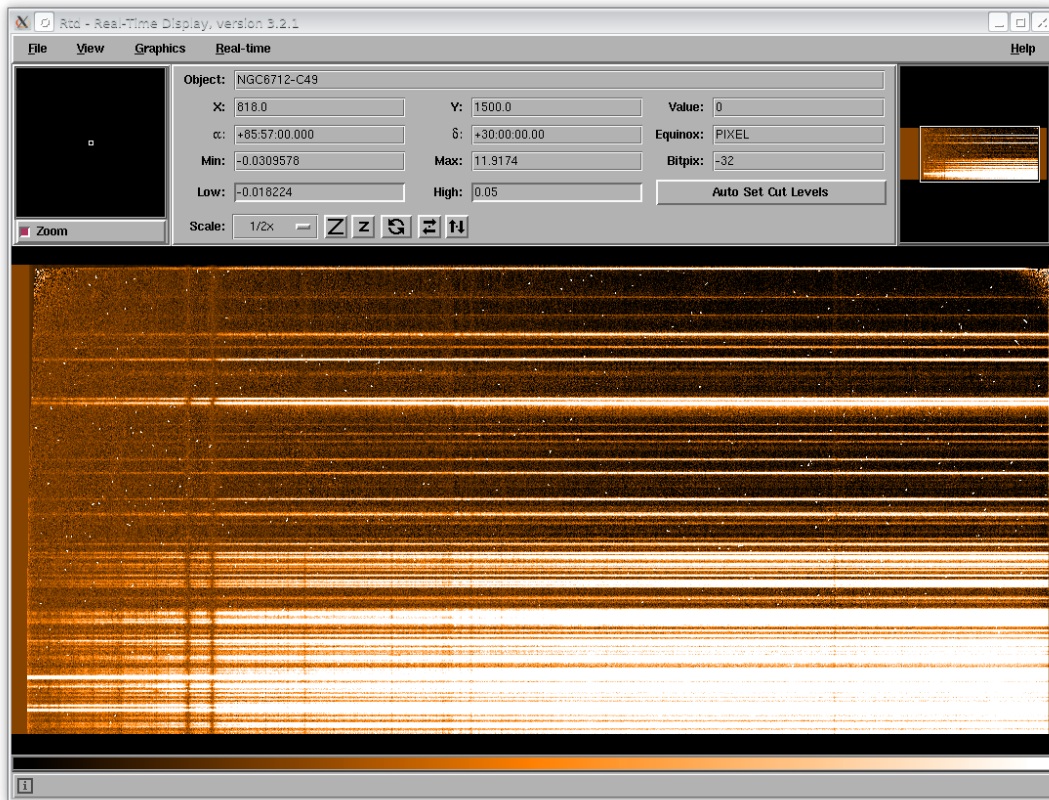 Rtd - Real-Time Display, version 3.2.1
File View Graphics Real-time Help
Object: NGC6712-C49
X: 818.0 Y: 1500.0 Value: 0
α: +85:57:00.000 δ: +30:00:00.00 Equinox: PIXEL
Min: -0.0309578 Max: 11.9174 Bitpix: -32
Low: -0.018224 High: 0.05 Auto Set Cut Levels
Zoom Scale: 1/2x Z z